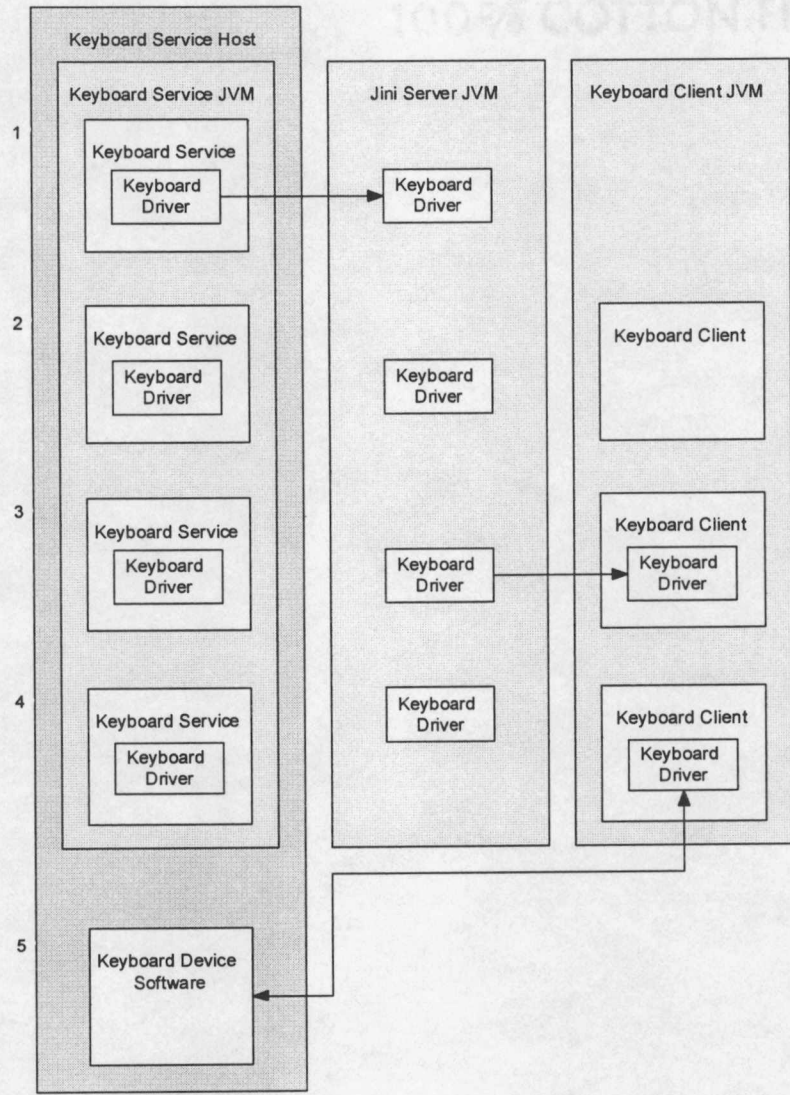 100% COTTON
Keyboard Service Host
Keyboard Service JVM
Jini Server JVM
Keyboard Client JVM
1
Keyboard Service
Keyboard
Driver
Keyboard
Driver
2
Keyboard Service
Keyboard
Driver
Keyboard
Driver
Keyboard Client
3
Keyboard Service
Keyboard
Driver
Keyboard
Driver
Keyboard Client
Keyboard
Driver
4
Keyboard Service
Keyboard
Driver
Keyboard
Driver
Keyboard Client
Keyboard
Driver
5
Keyboard Device
Software